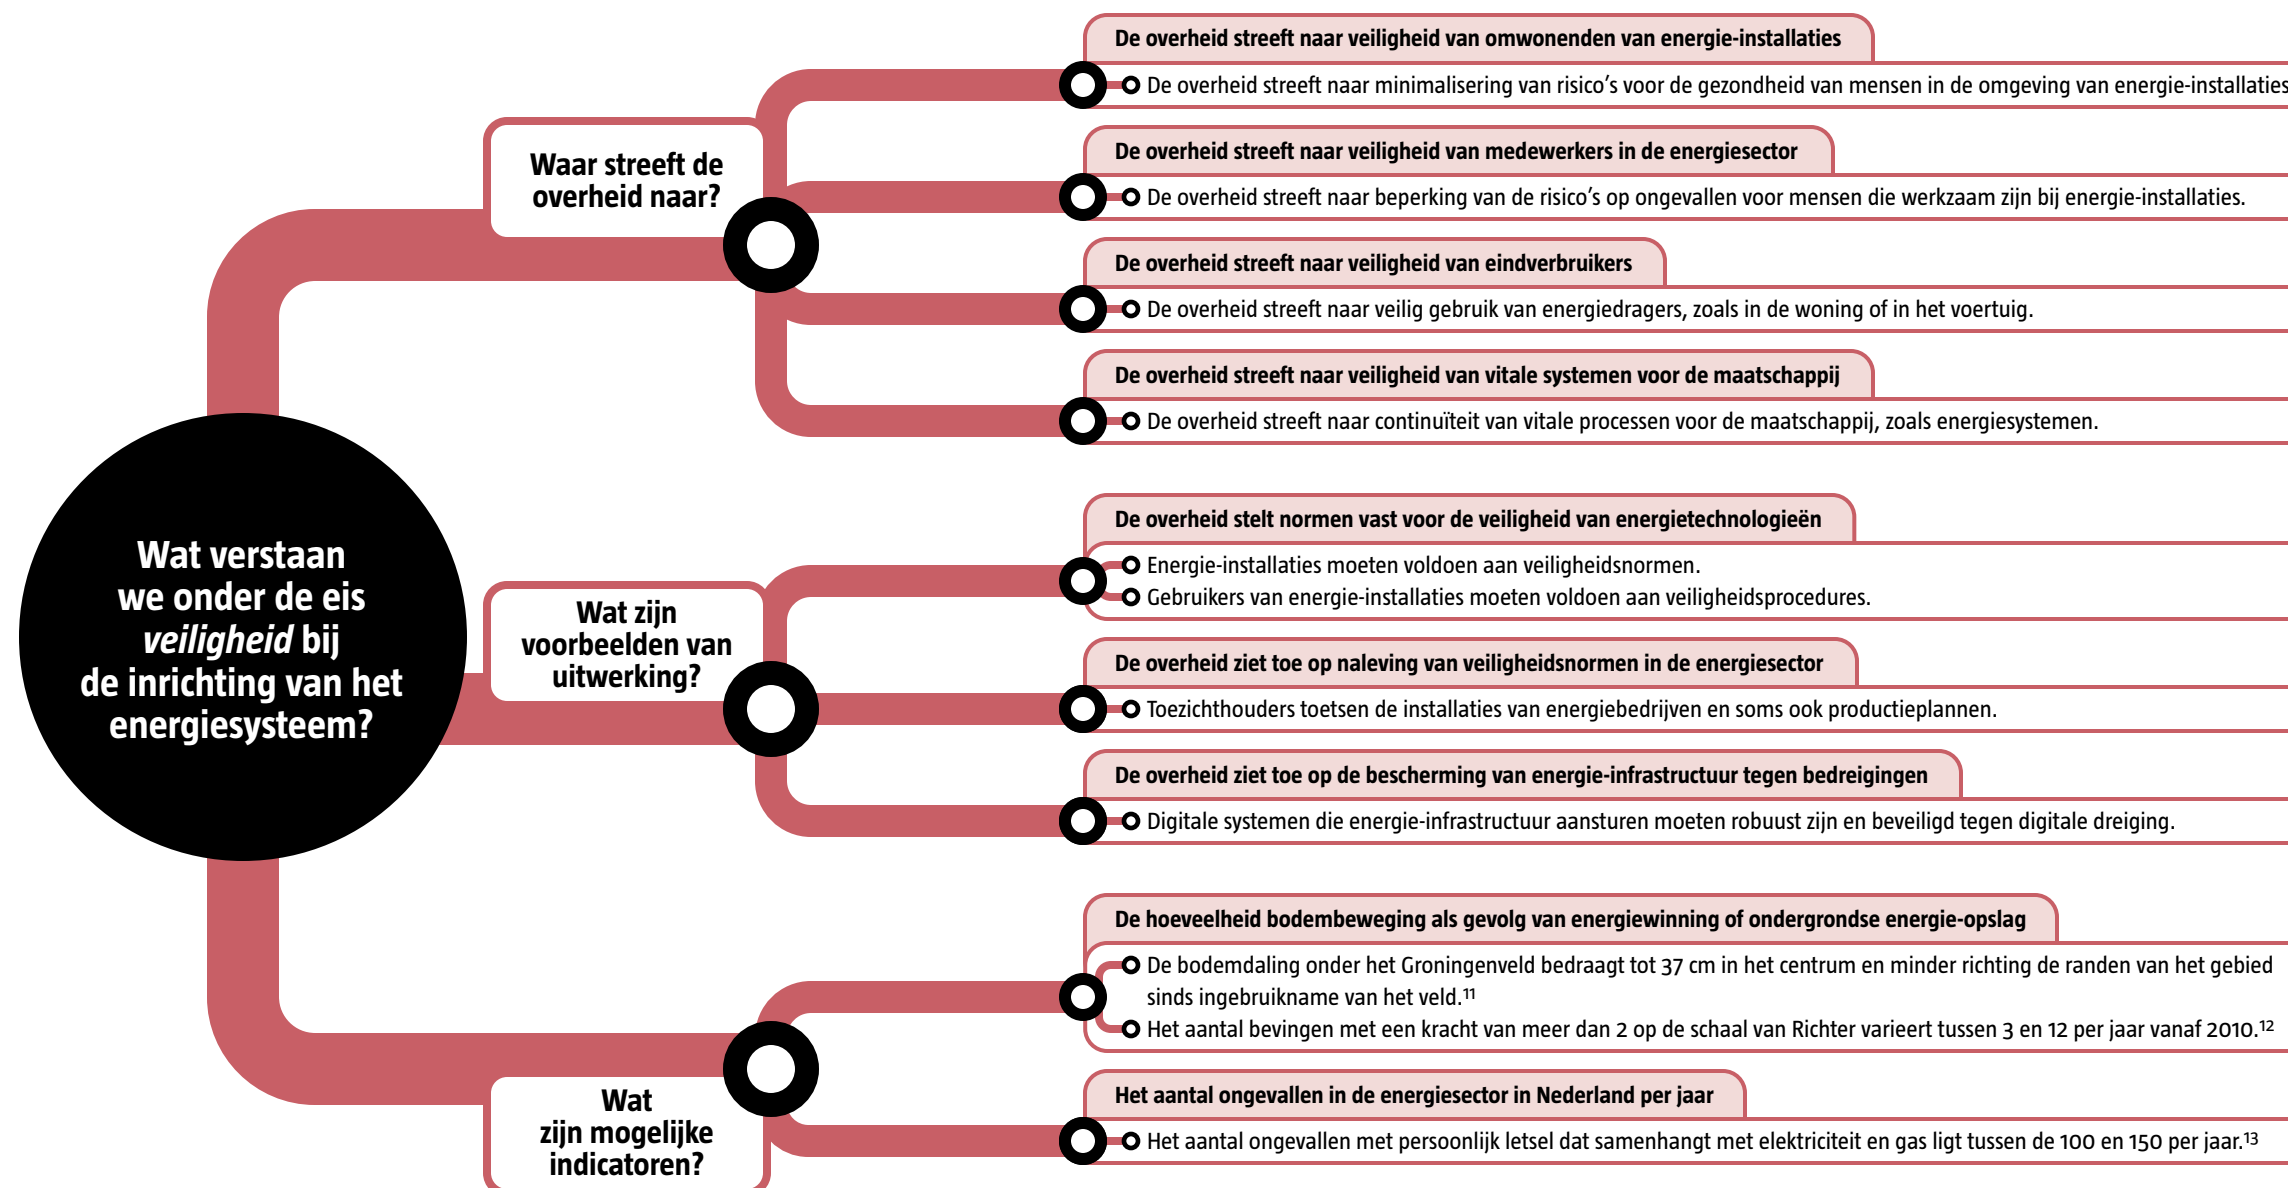 Wat verstaan
we onder de eis
veiligheid bij
de inrichting van het
energiesysteem?
Waar streeft de
overheid naar?
De overheid streeft naar veiligheid van omwonenden van energie-installaties
De overheid streeft naar minimalisering van risico's voor de gezondheid van mensen in de omgeving van energie-installaties
De overheid streeft naar veiligheid van medewerkers in de energiesector
De overheid streeft naar beperking van de risico's op ongevallen voor mensen die werkzaam zijn bij energie-installaties.
De overheid streeft naar veiligheid van eindverbruikers
De overheid streeft naar veilig gebruik van energiedragers, zoals in de woning of in het voertuig.
De overheid streeft naar veiligheid van vitale systemen voor de maatschappij
De overheid streeft naar continuïteit van vitale processen voor de maatschappij, zoals energiesystemen.
Wat zijn
voorbeelden van
uitwerking?
De overheid stelt normen vast voor de veiligheid van energietechnologieën
Energie-installaties moeten voldoen aan veiligheidsnormen.
Gebruikers van energie-installaties moeten voldoen aan veiligheidsprocedures.
De overheid ziet toe op naleving van veiligheidsnormen in de energiesector
Toezichthouders toetsen de installaties van energiebedrijven en soms ook productieplannen.
De overheid ziet toe op de bescherming van energie-infrastructuur tegen bedreigingen
Digitale systemen die energie-infrastructuur aansturen moeten robuust zijn en beveiligd tegen digitale dreiging.
Wat
zijn mogelijke
indicatoren?
De hoeveelheid bodembeweging als gevolg van energiewinning of ondergrondse energie-opslag
De bodemdaling onder het Groningenveld bedraagt tot 37 cm in het centrum en minder richting de randen van het gebied
sinds ingebruikname van het veld.¹¹
Het aantal bevingen met een kracht van meer dan 2 op de schaal van Richter varieert tussen 3 en 12 per jaar vanaf 2010.¹²
Het aantal ongevallen in de energiesector in Nederland per jaar
Het aantal ongevallen met persoonlijk letsel dat samenhangt met elektriciteit en gas ligt tussen de 100 en 150 per jaar.¹³